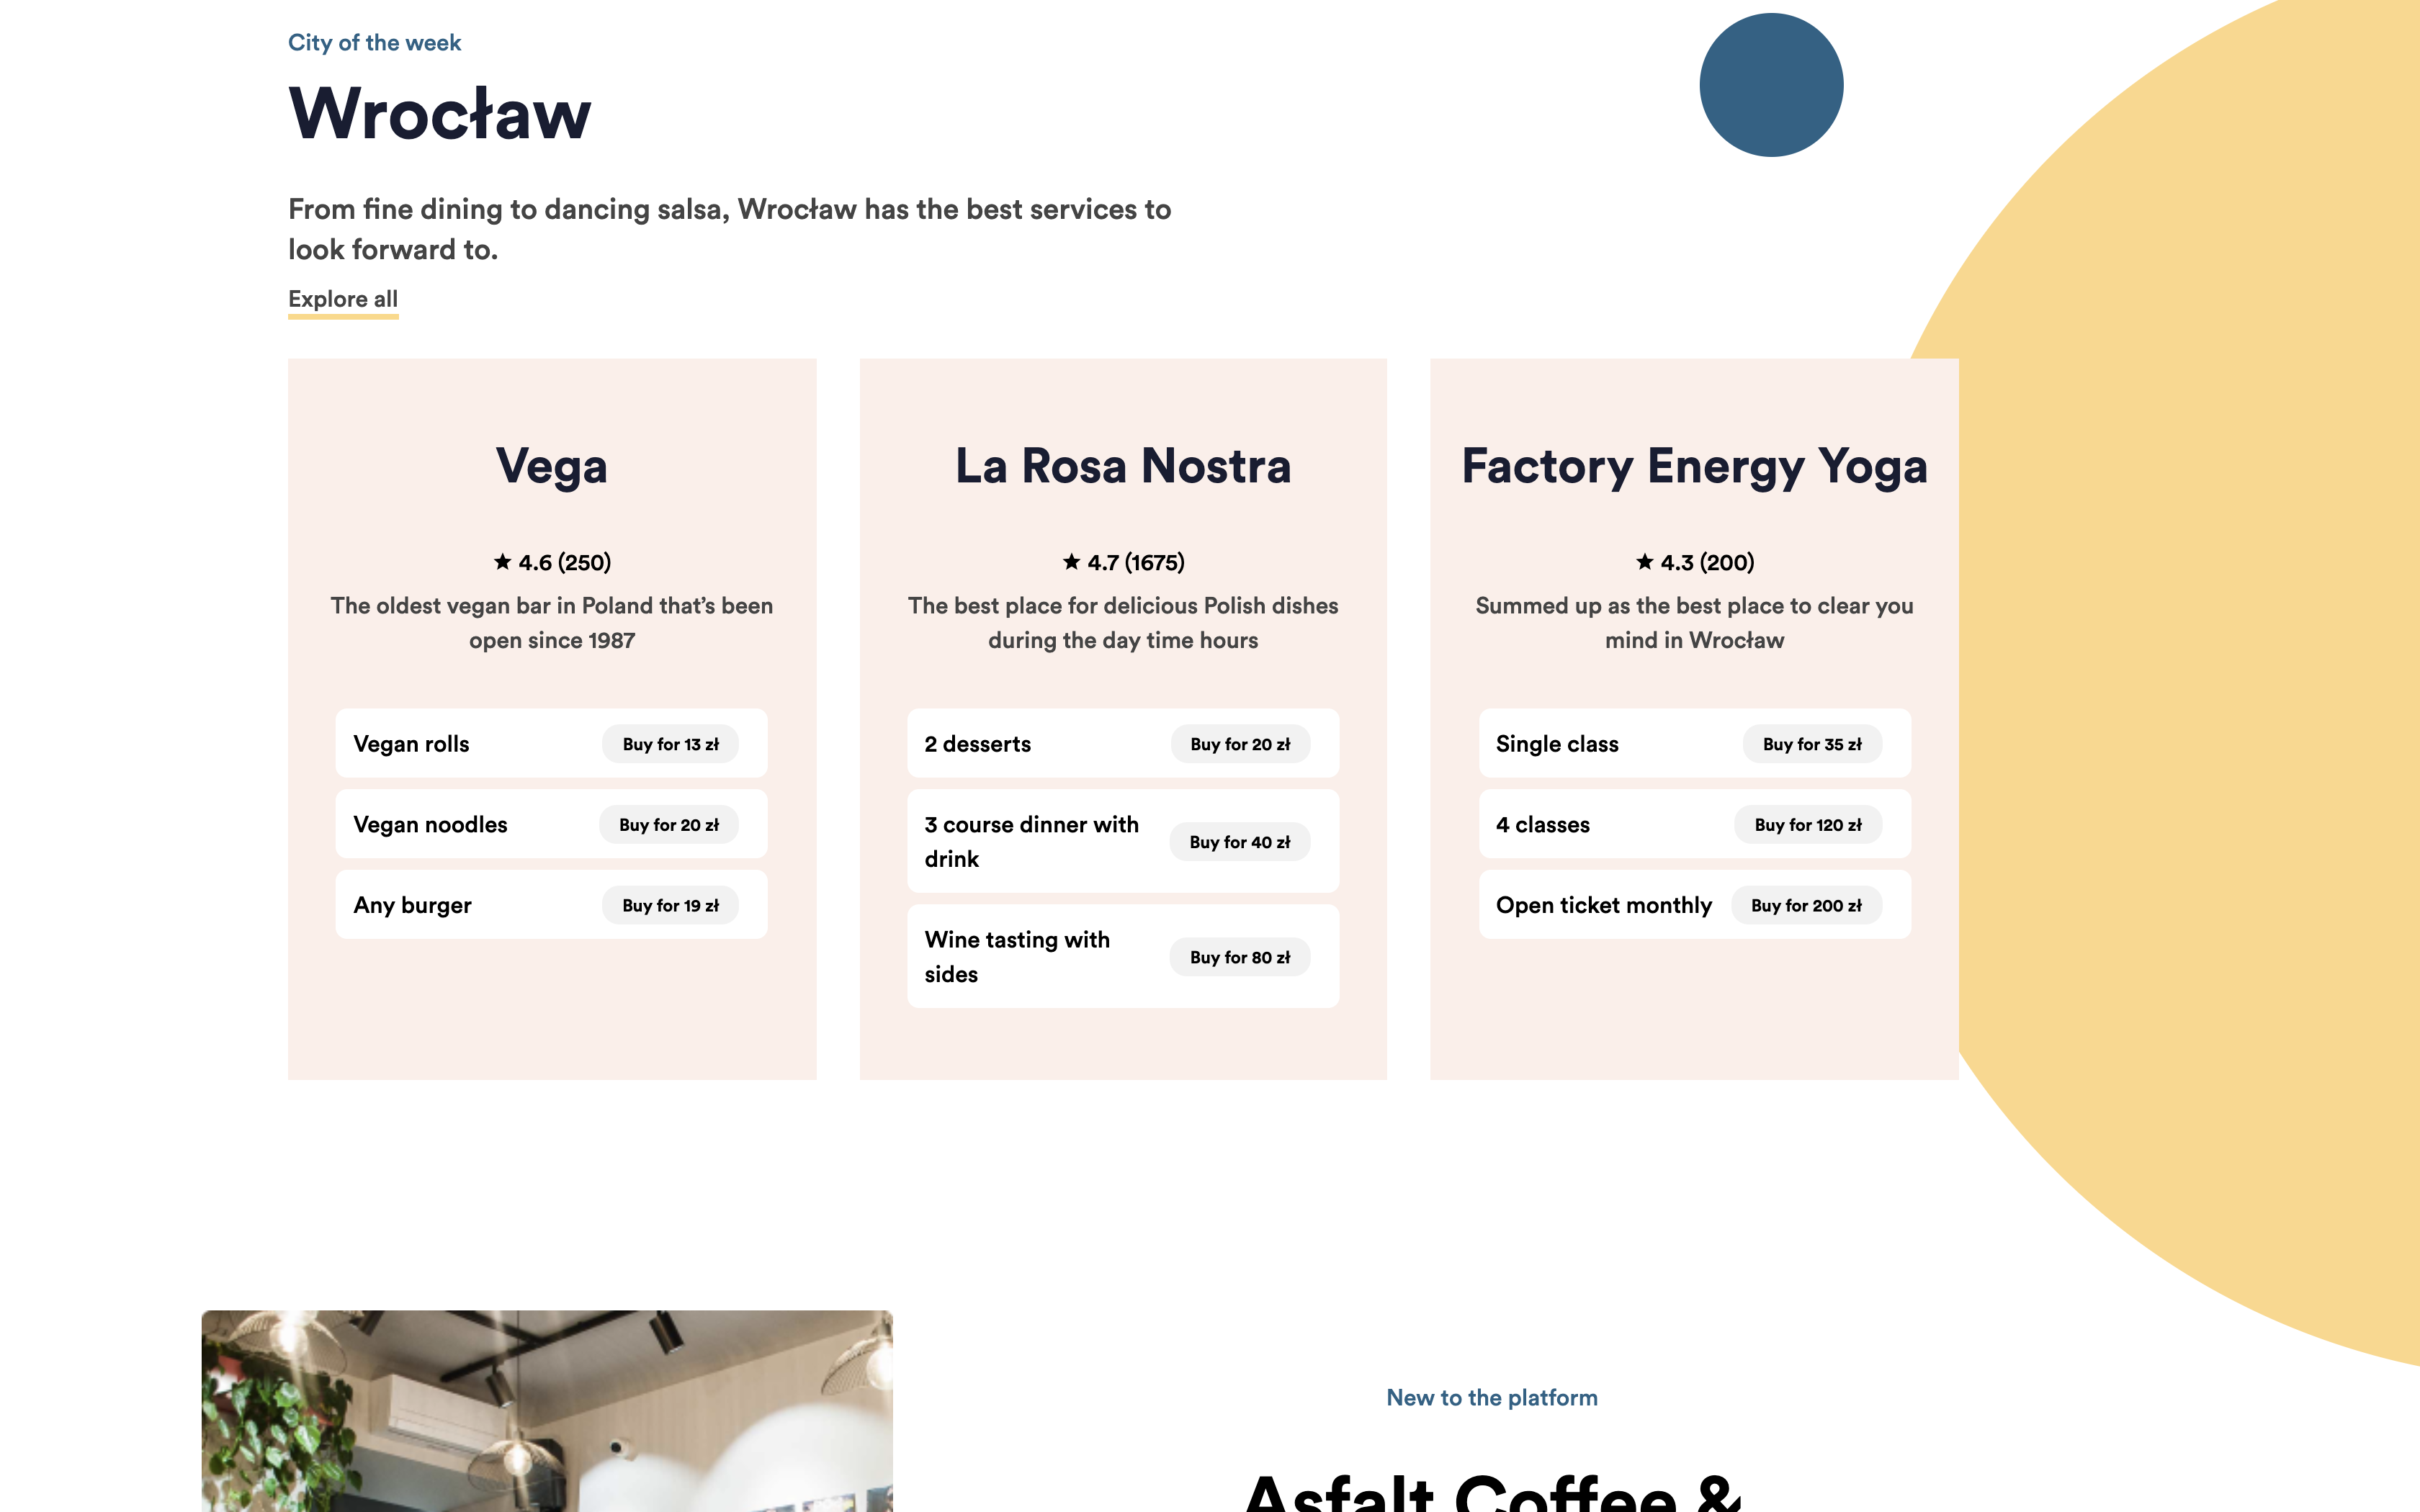 City of the week
Wrocław
From fine dining to dancing salsa, Wrocław has the best services to
look forward to.
Explore all
Vega
★ 4.6 (250)
The oldest vegan bar in Poland that’s been
open since 1987
Vegan rolls
Buy for 13 zł
Vegan noodles
Buy for 20 zł
Any burger
Buy for 19 zł
La Rosa Nostra
★ 4.7 (1675)
The best place for delicious Polish dishes
during the day time hours
2 desserts
Buy for 20 zł
3 course dinner with
drink
Buy for 40 zł
Wine tasting with
sides
Buy for 80 zł
Factory Energy Yoga
★ 4.3 (200)
Summed up as the best place to clear you
mind in Wrocław
Single class
Buy for 35 zł
4 classes
Buy for 120 zł
Open ticket monthly
Buy for 200 zł
New to the platform
Asfalt Coffee &